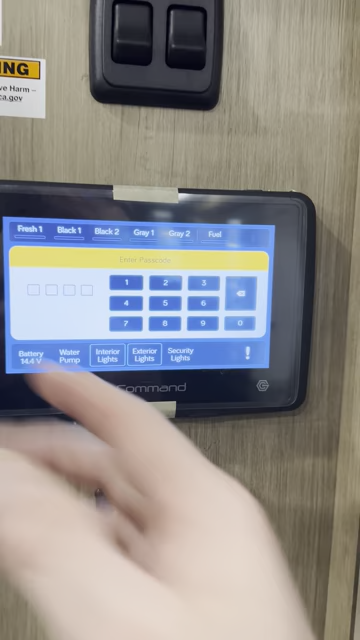 NG
ve Harm –
ca.gov
Fresh 1 Black 1 Black 2 Gray 1 Gray 2 Fuel
Enter Passcode
1 2 3
4 5 6
7 8 9 0
Battery Water Interior Exterior Security
14.4 V Pump Lights Lights Lights !
Command